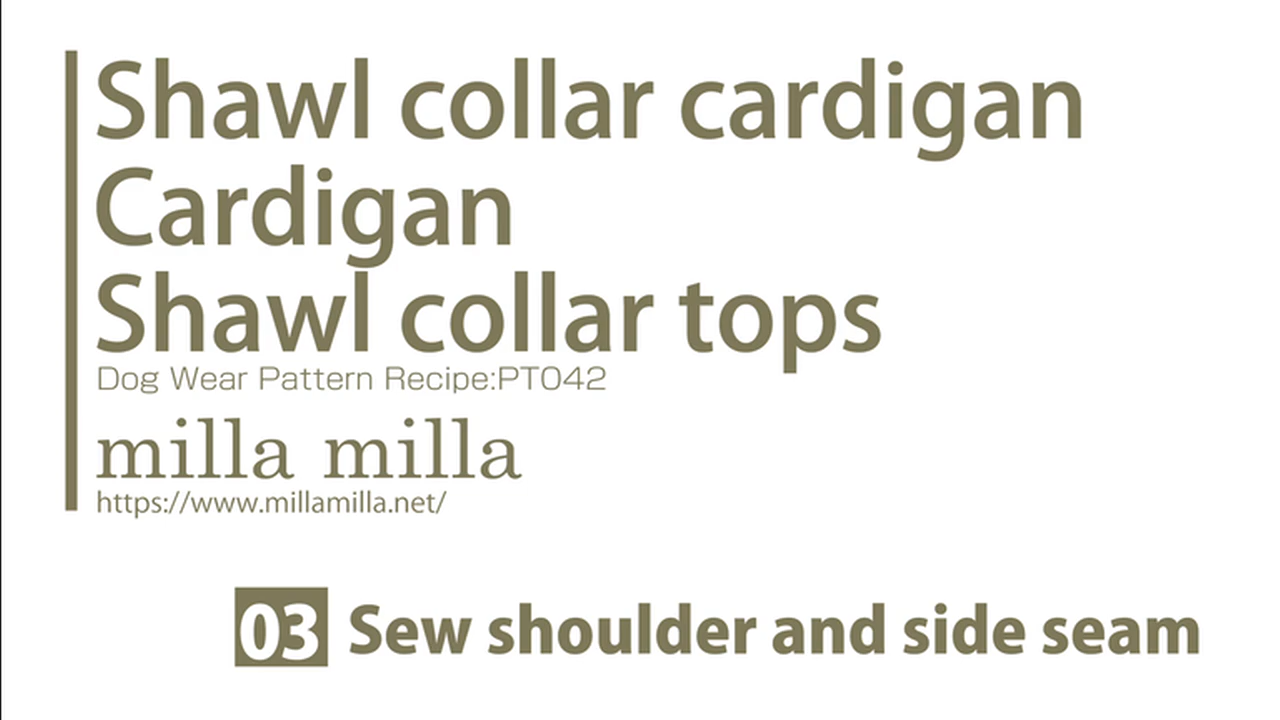 Shawl collar cardigan
Cardigan
Shawl collar tops
Dog Wear Pattern Recipe:PT042
milla milla
https://www.millamilla.net/
03 Sew shoulder and side seam